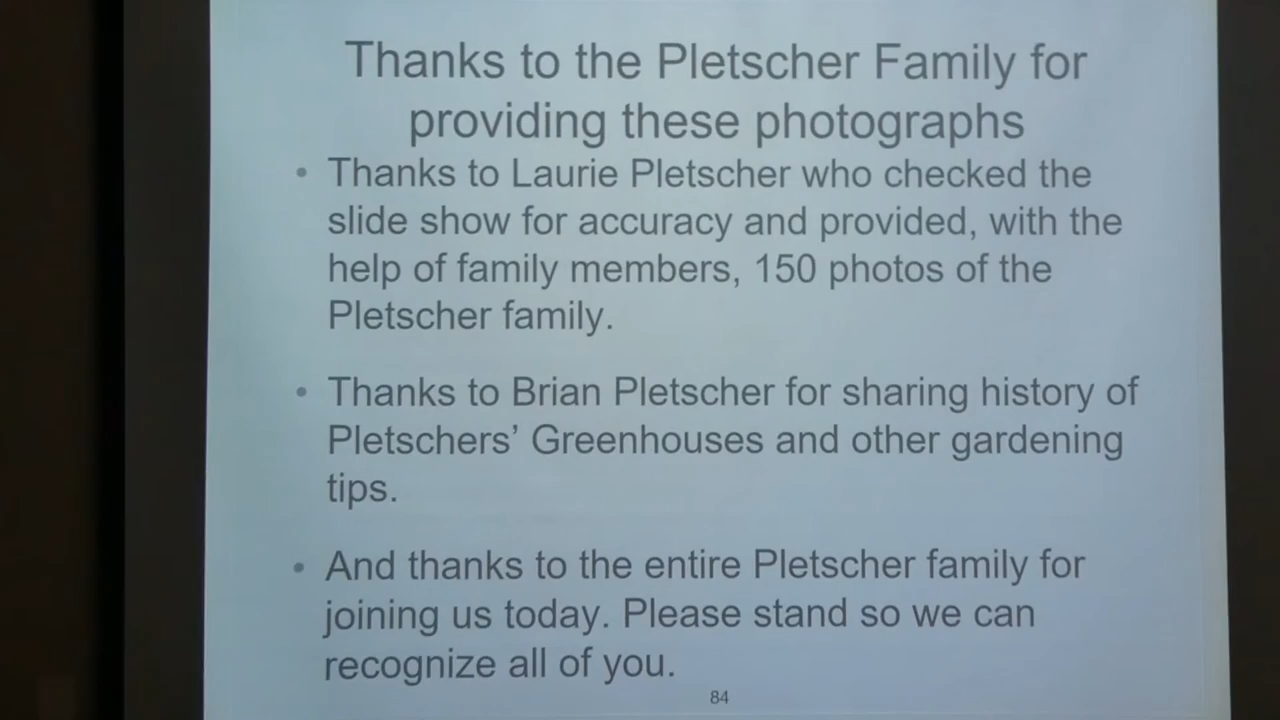 Thanks to the Pletscher Family for
providing these photographs
• Thanks to Laurie Pletscher who checked the
slide show for accuracy and provided, with the
help of family members, 150 photos of the
Pletscher family.
• Thanks to Brian Pletscher for sharing history of
Pletschers’ Greenhouses and other gardening
tips.
• And thanks to the entire Pletscher family for
joining us today. Please stand so we can
recognize all of you.
84